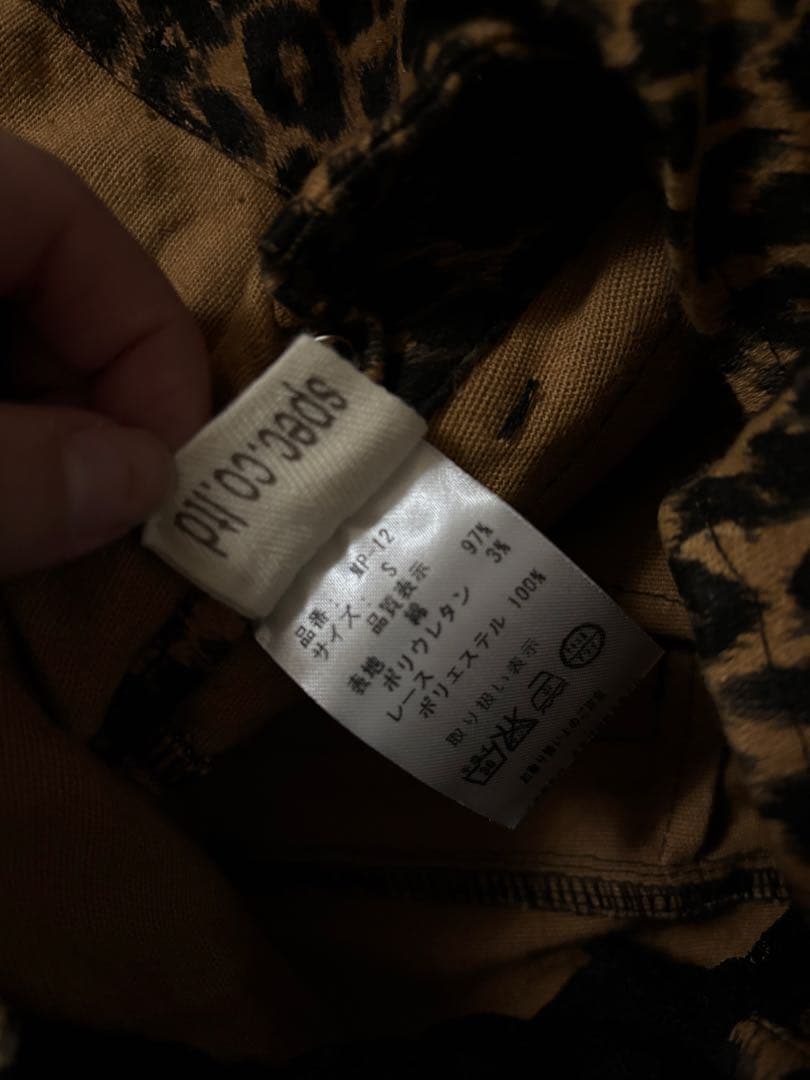 spec.co.ltd
品番： MP-12
サイズ： S
品質表示
表地 綿 97%
ポリウレタン 3%
レース
ポリエステル 100%
取り扱い表示